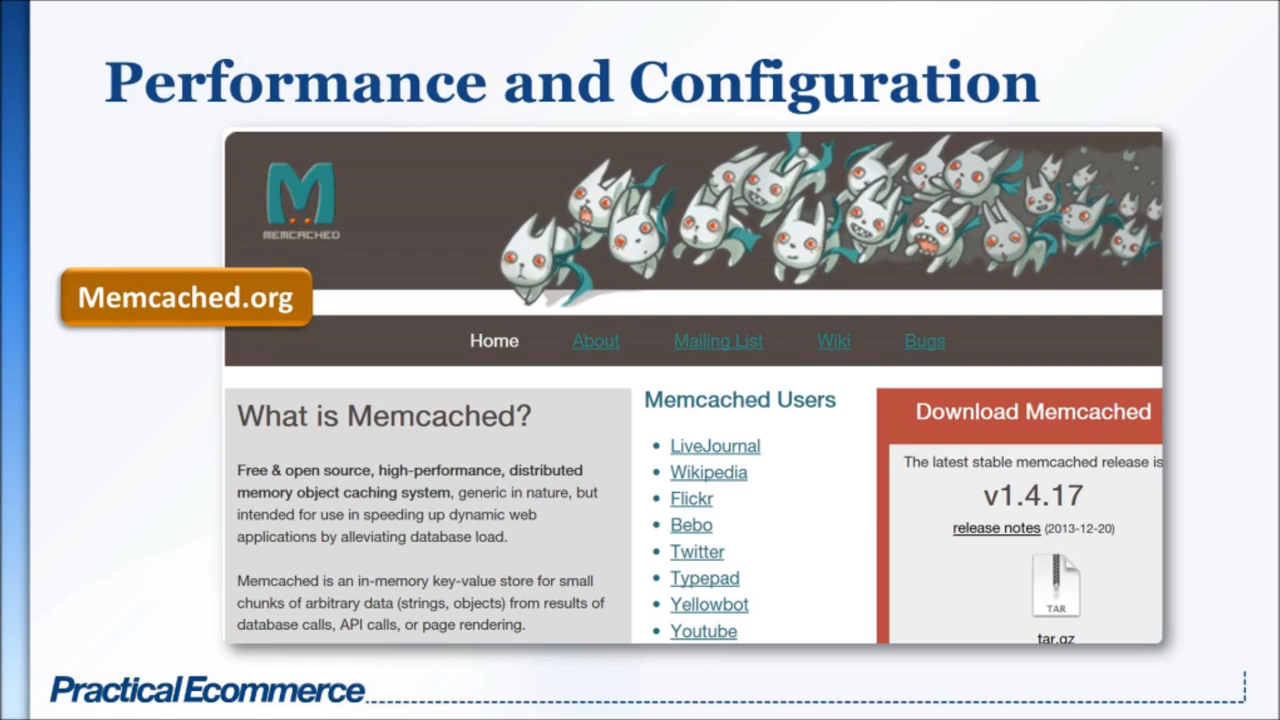 Performance and Configuration
MEMCACHED
Memcached.org
Home About Mailing List Wiki Bugs
What is Memcached?
Free & open source, high-performance, distributed
memory object caching system, generic in nature, but
intended for use in speeding up dynamic web
applications by alleviating database load.
Memcached is an in-memory key-value store for small
chunks of arbitrary data (strings, objects) from results of
database calls, API calls, or page rendering.
Memcached Users
LiveJournal
Wikipedia
Flickr
Bebo
Twitter
Typepad
Yellowbot
Youtube
Download Memcached
The latest stable memcached release is
v1.4.17
release notes (2013-12-20)
TAR
tar.gz
Practical Ecommerce